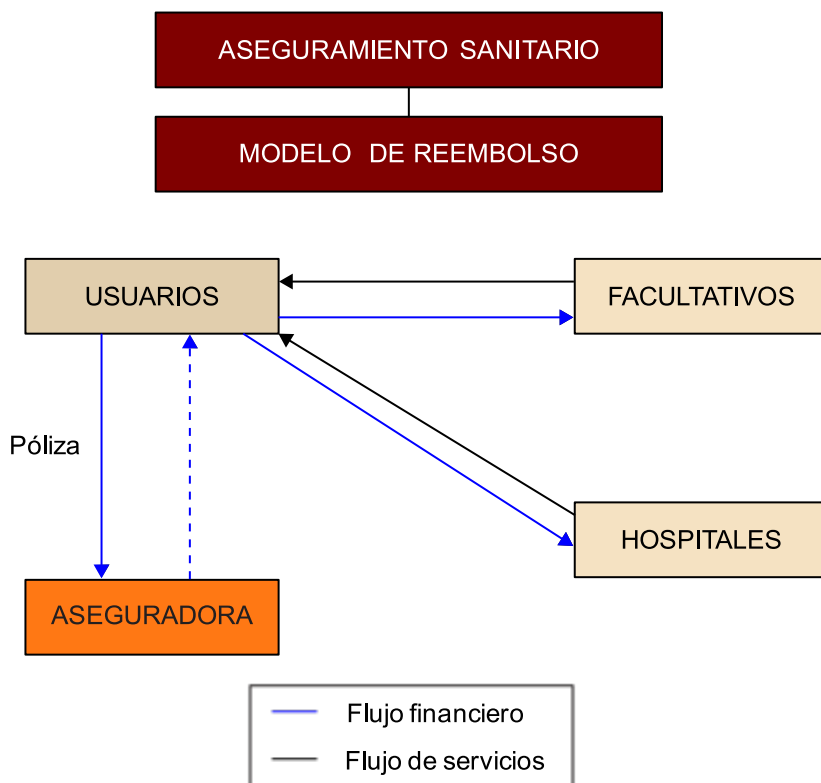 ASEGURAMIENTO SANITARIO
MODELO DE REEMBOLSO
USUARIOS
FACULTATIVOS
Póliza
HOSPITALES
ASEGURADORA
Flujo financiero
Flujo de servicios